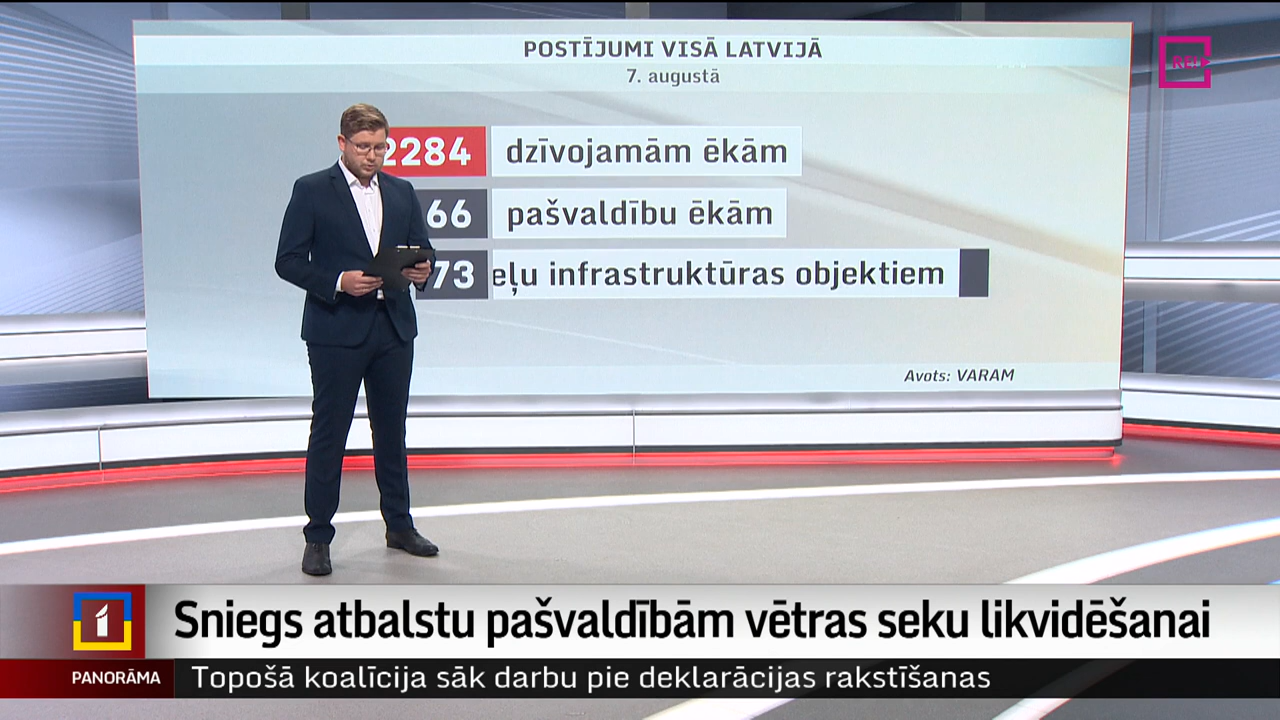 POSTĪJUMI VISĀ LATVIJĀ
7. augustā
2284 dzīvojamām ēkām
66 pašvaldību ēkām
73 eļu infrastruktūras objektiem
Avots: VARAM
Sniegs atbalstu pašvaldībām vētras seku likvidēšanai
1
PANORĀMA Topošā koalīcija sāk darbu pie deklarācijas rakstīšanas